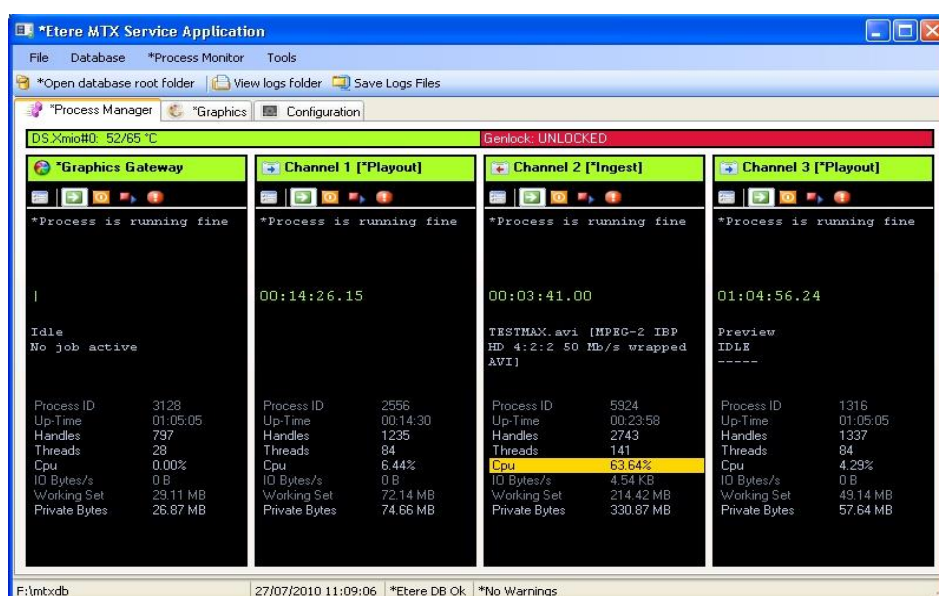 *Etere MTX Service Application
File Database *Process Monitor Tools
*Open database root folder View logs folder Save Logs Files
*Process Manager *Graphics Configuration
DS.Xmio#0: 52/65 °C Genlock: UNLOCKED
*Graphics Gateway
*Process is running fine
Idle
No job active
Process ID 3128
Up-Time 01:05:05
Handles 797
Threads 28
Cpu 0.00%
IO Bytes/s 0 B
Working Set 29.11 MB
Private Bytes 26.87 MB
Channel 1 [*Playout]
*Process is running fine
00:14:26.15
Process ID 2556
Up-Time 00:14:30
Handles 1235
Threads 84
Cpu 6.44%
IO Bytes/s 0 B
Working Set 72.14 MB
Private Bytes 74.66 MB
Channel 2 [*Ingest]
*Process is running fine
00:03:41.00
TESTMAX.avi [MPEG-2 IBP
HD 4:2:2 50 Mb/s wrapped
AVI]
Process ID 5924
Up-Time 00:23:58
Handles 2743
Threads 141
Cpu 63.64%
IO Bytes/s 4.54 KB
Working Set 214.42 MB
Private Bytes 330.87 MB
Channel 3 [*Playout]
*Process is running fine
01:04:56.24
Preview
IDLE
-----
Process ID 1316
Up-Time 01:05:05
Handles 1337
Threads 84
Cpu 4.29%
IO Bytes/s 0 B
Working Set 49.14 MB
Private Bytes 57.64 MB
F:\mtxdb 27/07/2010 11:09:06 *Etere DB Ok *No Warnings